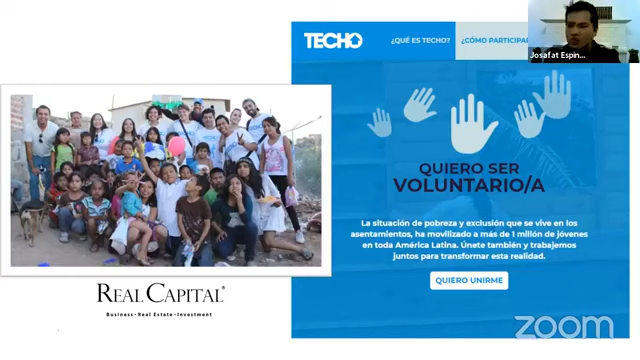 TECHO
¿QUÉ ES TECHO?
¿CÓMO PARTICIPAR
Josafat Espin...
QUIERO SER
VOLUNTARIO/A
La situación de pobreza y exclusión que se vive en los
asentamientos, ha movilizado a más de 1 millón de jóvenes
en toda América Latina. Únete también y trabajemos
juntos para transformar esta realidad.
QUIERO UNIRME
REAL CAPITAL®
Business · Real Estate · Investment
zoom